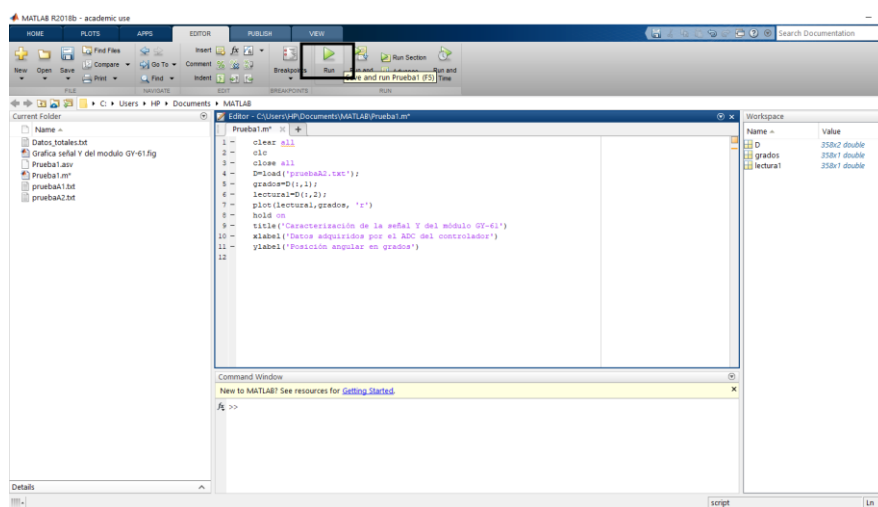 MATLAB R2018b - academic use
HOME PLOTS APPS EDITOR PUBLISH VIEW Search Documentation
New Open Save Find Files Compare Print Go To Find Insert Comment Indent fx Breakpoints Run Run Section Run and
Save and run Prueba1 (F5) Time
FILE NAVIGATE EDIT BREAKPOINTS RUN
C: Users HP Documents MATLAB
Current Folder
Name
Datos_totales.txt
Grafica señal Y del modulo GY-61.fig
Prueba1.asv
Prueba1.m*
pruebaA1.txt
pruebaA2.txt
Details
Editor - C:\Users\HP\Documents\MATLAB\Prueba1.m*
Prueba1.m* +
1 - clear all
2 - clc
3 - close all
4 - D=load('pruebaA2.txt');
5 - grados=D(:,1);
6 - lectura1=D(:,2);
7 - plot(lectura1,grados, 'r')
8 - hold on
9 - title('Caracterización de la señal Y del módulo GY-61')
10 - xlabel('Datos adquiridos por el ADC del controlador')
11 - ylabel('Posición angular en grados')
12
Command Window
New to MATLAB? See resources for Getting Started.
fx >>
Workspace
Name Value
D 358x2 double
grados 358x1 double
lectura1 358x1 double
script Ln